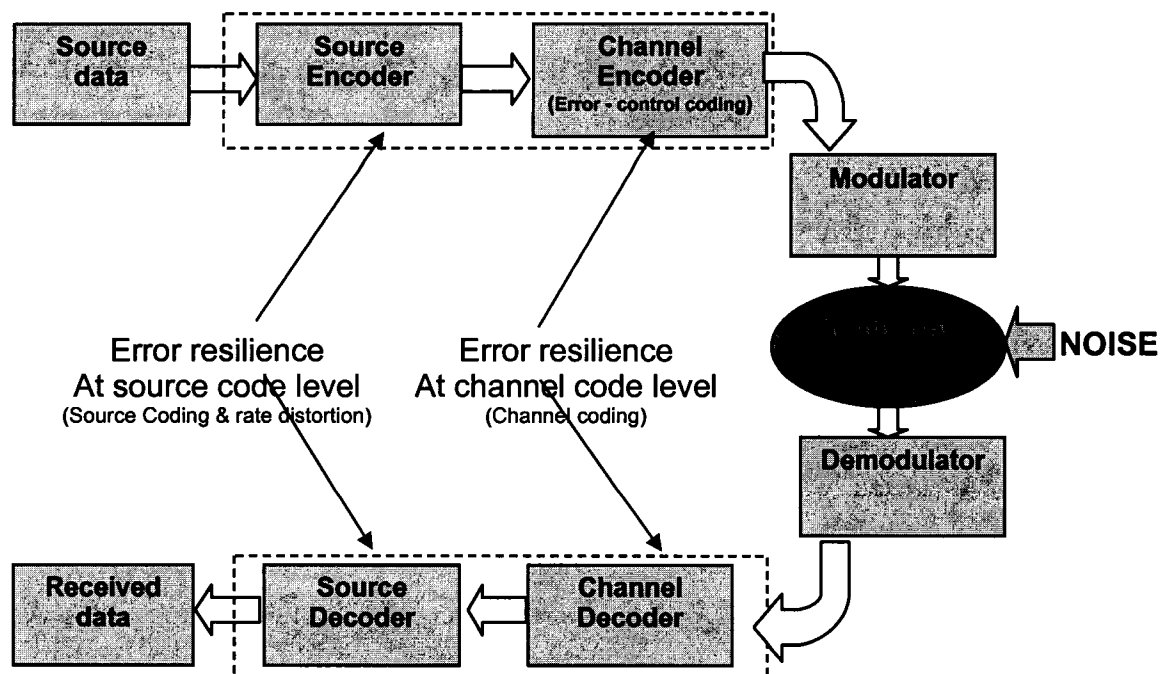 Source
data
Source
Encoder
Channel
Encoder
(Error - control coding)
Modulator
NOISE
Error resilience
At source code level
(Source Coding & rate distortion)
Error resilience
At channel code level
(Channel coding)
Demodulator
Received
data
Source
Decoder
Channel
Decoder